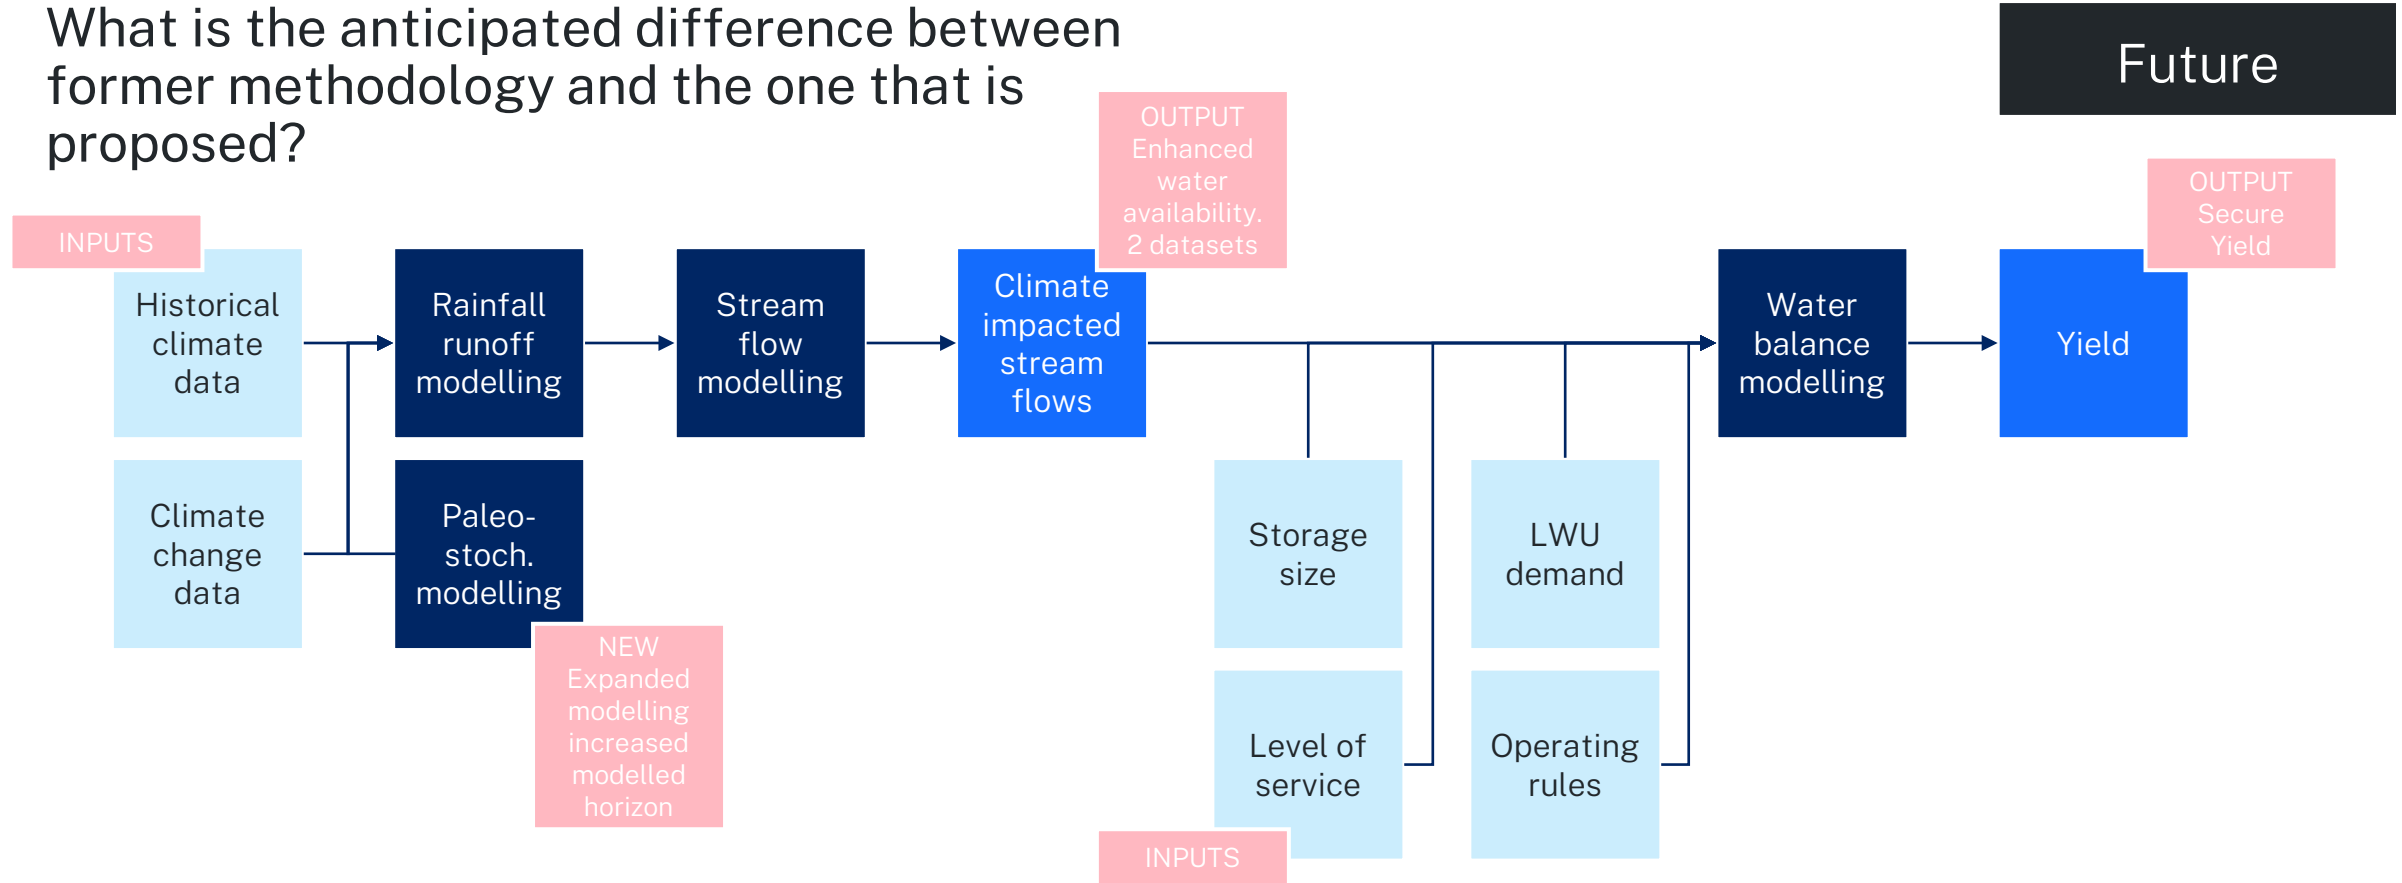 What is the anticipated difference between
former methodology and the one that is
proposed?
Future
OUTPUT
Enhanced
water
availability.
2 datasets
OUTPUT
Secure
Yield
INPUTS
Historical
climate
data
Rainfall
runoff
modelling
Stream
flow
modelling
Climate
impacted
stream
flows
Water
balance
modelling
Yield
Climate
change
data
Paleo-
stoch.
modelling
NEW
Expanded
modelling
increased
modelled
horizon
Storage
size
LWU
demand
Level of
service
Operating
rules
INPUTS